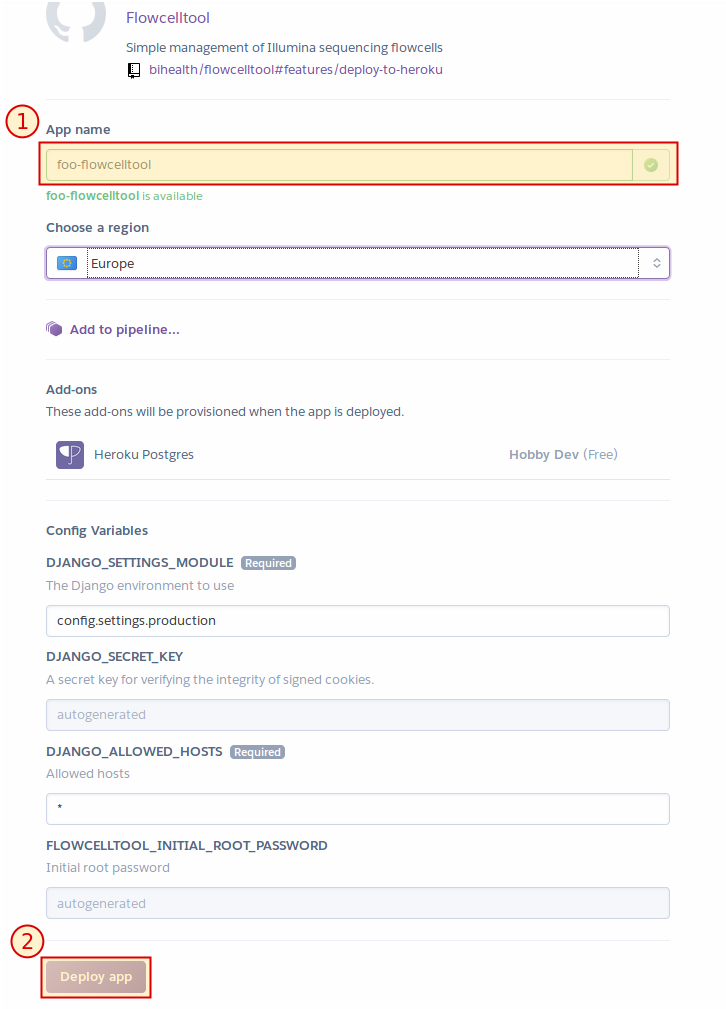 Flowcelltool
Simple management of Illumina sequencing flowcells
bihealth/flowcelltool#features/deploy-to-heroku
1
App name
foo-flowcelltool
foo-flowcelltool is available
Choose a region
Europe
Add to pipeline...
Add-ons
These add-ons will be provisioned when the app is deployed.
Heroku Postgres Hobby Dev (Free)
Config Variables
DJANGO_SETTINGS_MODULE Required
The Django environment to use
config.settings.production
DJANGO_SECRET_KEY
A secret key for verifying the integrity of signed cookies.
autogenerated
DJANGO_ALLOWED_HOSTS Required
Allowed hosts
*
FLOWCELLTOOL_INITIAL_ROOT_PASSWORD
Initial root password
autogenerated
2
Deploy app